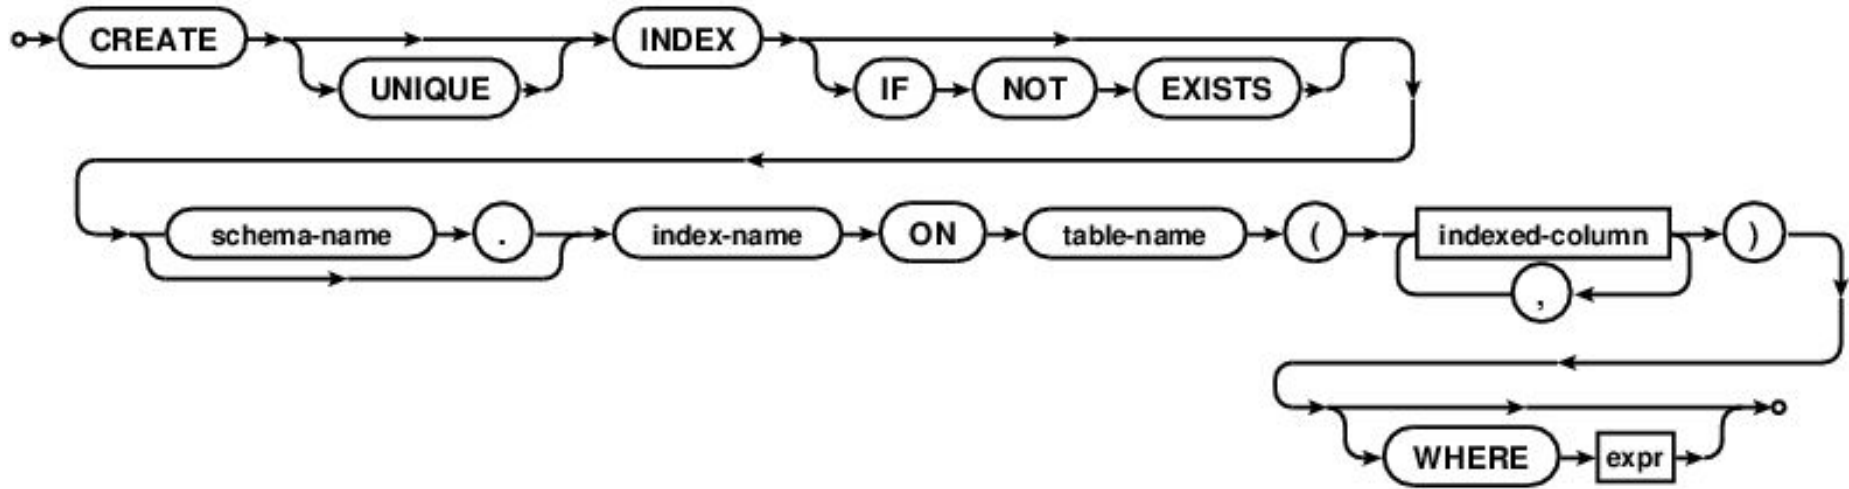 CREATE INDEX
UNIQUE IF NOT EXISTS
schema-name . index-name ON table-name ( indexed-column )
,
WHERE expr